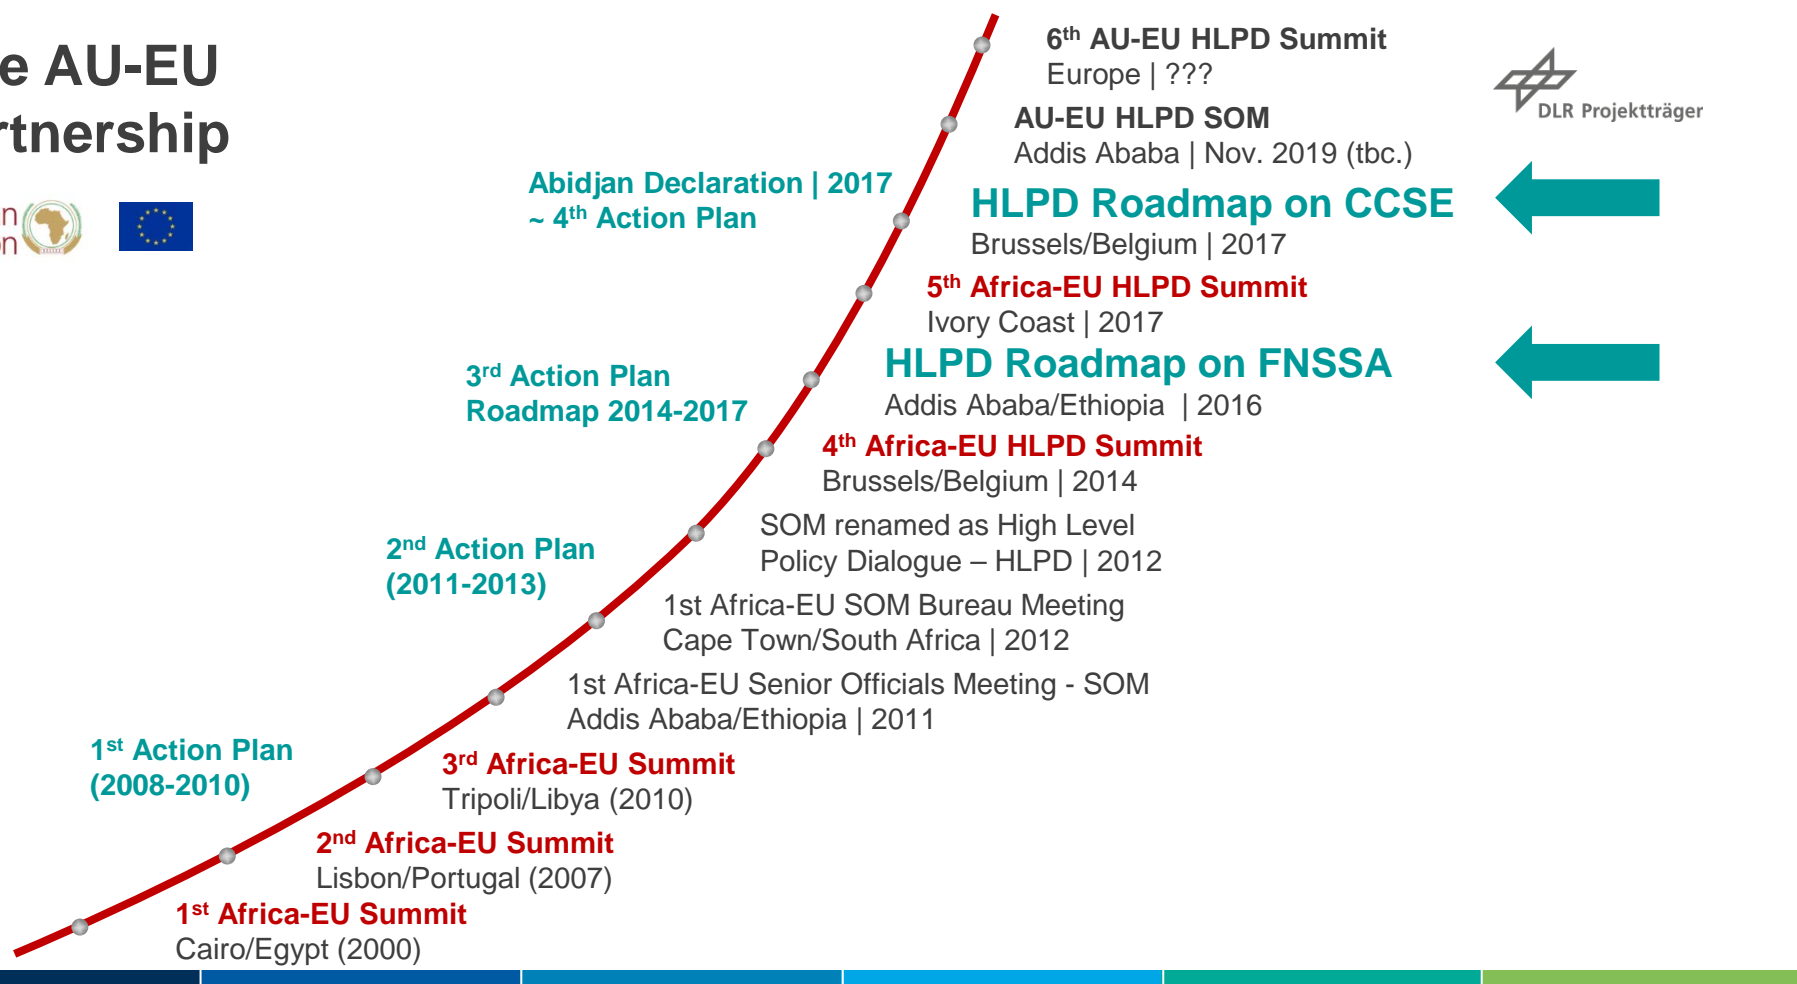 e AU-EU
rtnership
n
on
6th AU-EU HLPD Summit
Europe | ???
DLR Projektträger
AU-EU HLPD SOM
Addis Ababa | Nov. 2019 (tbc.)
Abidjan Declaration | 2017
~ 4th Action Plan
HLPD Roadmap on CCSE
Brussels/Belgium | 2017
5th Africa-EU HLPD Summit
Ivory Coast | 2017
3rd Action Plan
Roadmap 2014-2017
HLPD Roadmap on FNSSA
Addis Ababa/Ethiopia | 2016
4th Africa-EU HLPD Summit
Brussels/Belgium | 2014
SOM renamed as High Level
Policy Dialogue – HLPD | 2012
2nd Action Plan
(2011-2013)
1st Africa-EU SOM Bureau Meeting
Cape Town/South Africa | 2012
1st Africa-EU Senior Officials Meeting - SOM
Addis Ababa/Ethiopia | 2011
1st Action Plan
(2008-2010)
3rd Africa-EU Summit
Tripoli/Libya (2010)
2nd Africa-EU Summit
Lisbon/Portugal (2007)
1st Africa-EU Summit
Cairo/Egypt (2000)